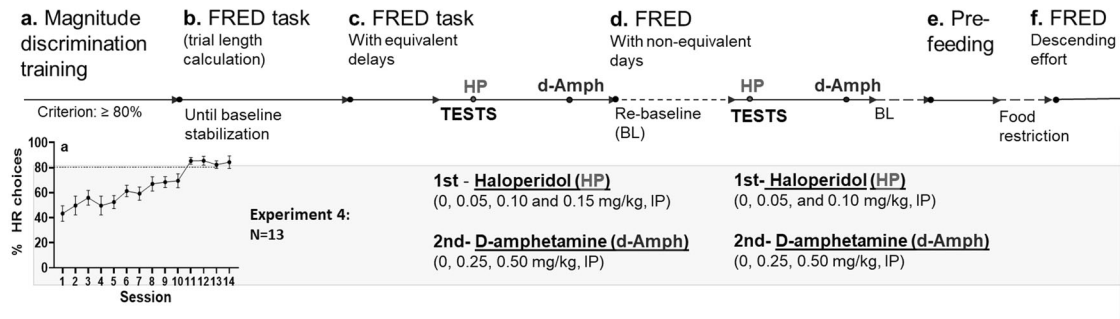 a. Magnitude
discrimination
training
b. FRED task
(trial length
calculation)
c. FRED task
With equivalent
delays
d. FRED
With non-equivalent
days
e. Pre-
feeding
f. FRED
Descending
effort
HP
d-Amph
HP
d-Amph
Criterion: ≥ 80%
Until baseline
stabilization
TESTS
Re-baseline
(BL)
TESTS
BL
Food
restriction
a
% HR choices
100
80
60
40
20
0
1 2 3 4 5 6 7 8 9 10 11 12 13 14
Session
Experiment 4:
N=13
1st - Haloperidol (HP)
(0, 0.05, 0.10 and 0.15 mg/kg, IP)
2nd- D-amphetamine (d-Amph)
(0, 0.25, 0.50 mg/kg, IP)
1st- Haloperidol (HP)
(0, 0.05, and 0.10 mg/kg, IP)
2nd- D-amphetamine (d-Amph)
(0, 0.25, 0.50 mg/kg, IP)